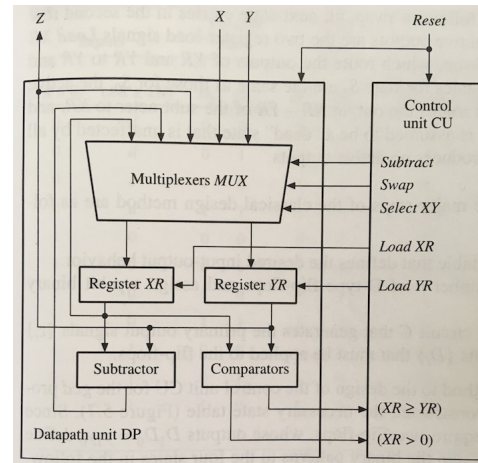 Z
X Y
Reset
Control
unit CU
Multiplexers MUX
Subtract
Swap
Select XY
Load XR
Register XR
Register YR
Load YR
Subtractor
Comparators
(XR ≥ YR)
Datapath unit DP
(XR > 0)